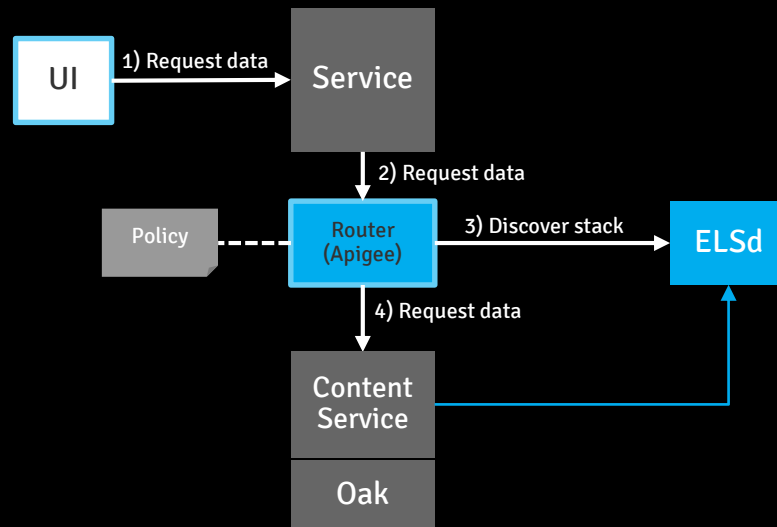 UI
1) Request data
Service
2) Request data
Policy
Router
(Apigee)
3) Discover stack
ELSd
4) Request data
Content
Service
Oak